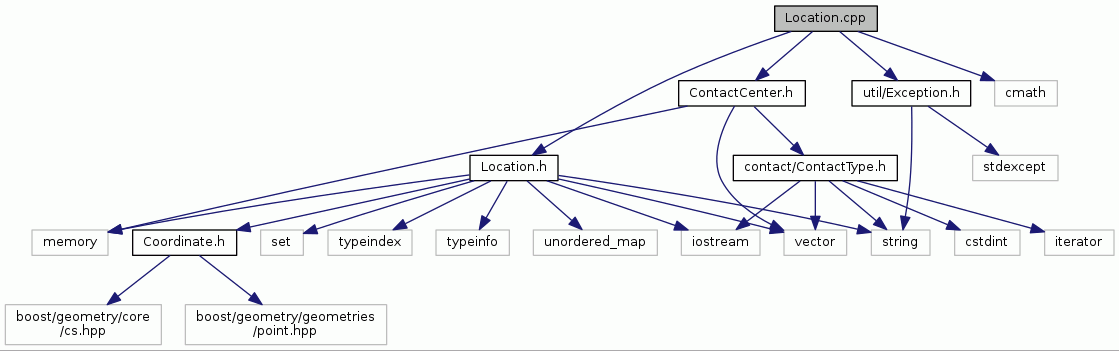 Location.cpp
ContactCenter.h
util/Exception.h
cmath
Location.h
contact/ContactType.h
stdexcept
memory
Coordinate.h
set
typeindex
typeinfo
unordered_map
iostream
vector
string
cstdint
iterator
boost/geometry/core
/cs.hpp
boost/geometry/geometries
/point.hpp